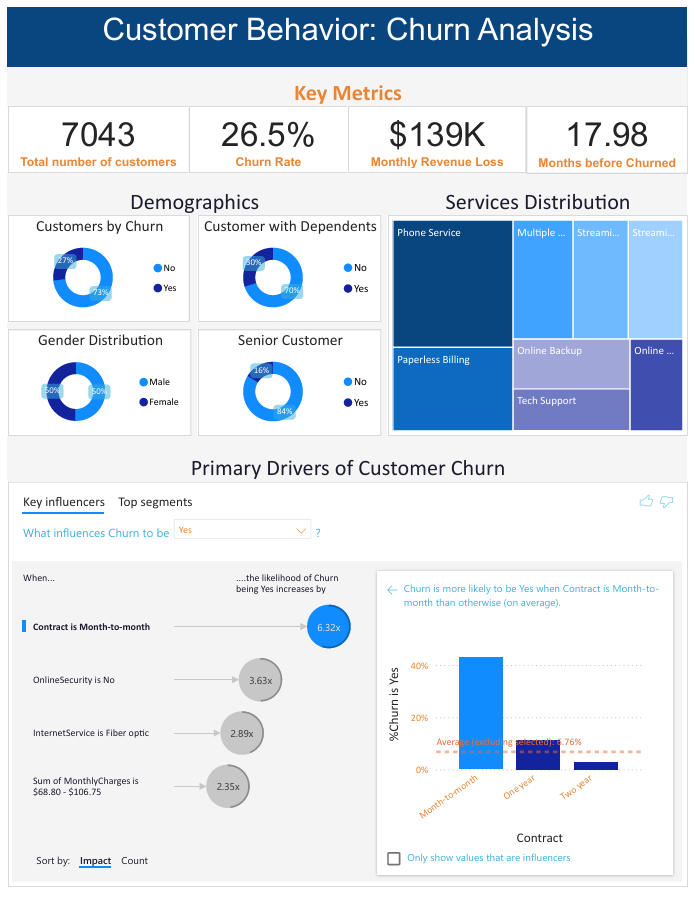 Customer Behavior: Churn Analysis
Key Metrics
7043
Total number of customers
26.5%
Churn Rate
$139K
Monthly Revenue Loss
17.98
Months before Churned
Demographics
Customers by Churn
27%
73%
No
Yes
Customer with Dependents
30%
70%
No
Yes
Gender Distribution
50%
50%
Male
Female
Senior Customer
16%
84%
No
Yes
Services Distribution
Phone Service
Paperless Billing
Multiple ...
Streami...
Streami...
Online Backup
Tech Support
Online ...
Primary Drivers of Customer Churn
Key influencers
Top segments
What influences Churn to be
Yes
?
When...
....the likelihood of Churn
being Yes increases by
Contract is Month-to-month
6.32x
OnlineSecurity is No
3.63x
InternetService is Fiber optic
2.89x
Sum of MonthlyCharges is
$68.80 - $106.75
2.35x
Sort by:
Impact
Count
Churn is more likely to be Yes when Contract is Month-to-
month than otherwise (on average).
%Churn is Yes
40%
20%
0%
Average (excluding selected): 6.76%
Month-to-month
One year
Two year
Contract
Only show values that are influencers